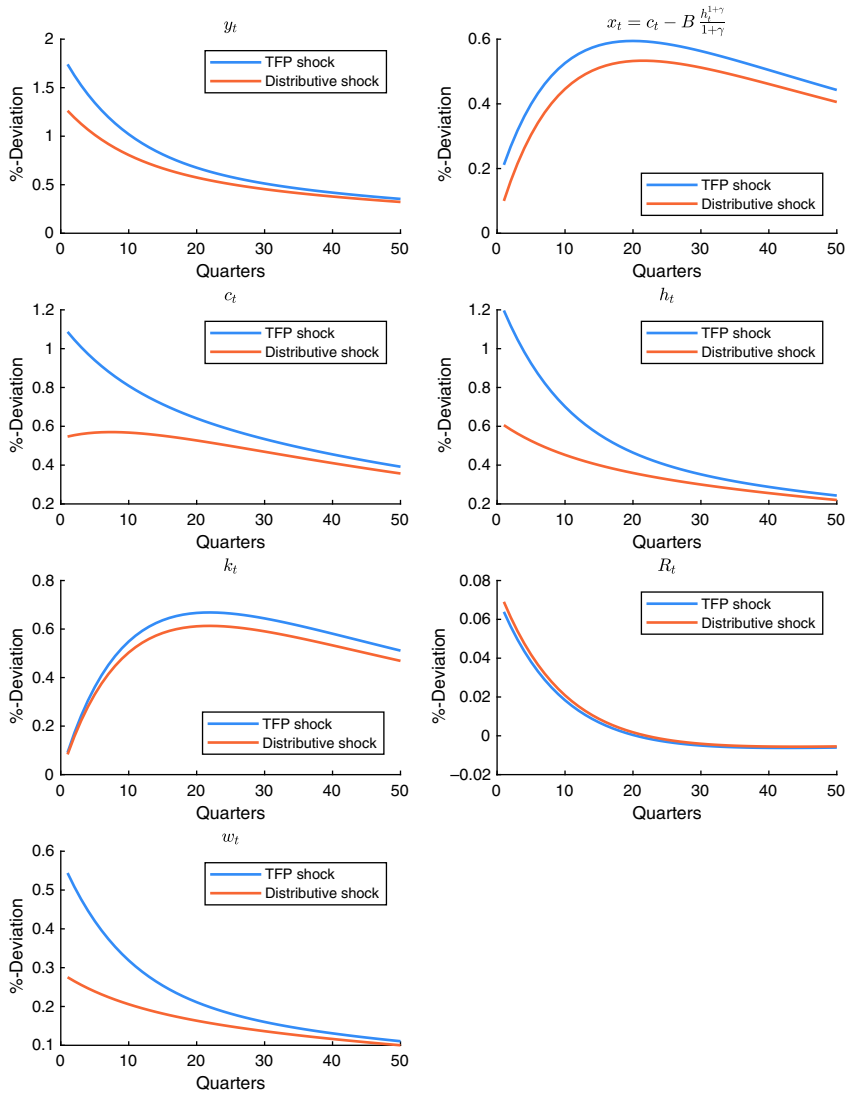 y_t
2
1.5
1
0.5
0
%-Deviation
TFP shock
Distributive shock
0 10 20 30 40 50
Quarters
x_t = c_t − B h_t^{1+γ}/1+γ
0.6
0.4
0.2
0
%-Deviation
TFP shock
Distributive shock
0 10 20 30 40 50
Quarters
c_t
1.2
1
0.8
0.6
0.4
0.2
%-Deviation
TFP shock
Distributive shock
0 10 20 30 40 50
Quarters
h_t
1.2
1
0.8
0.6
0.4
0.2
%-Deviation
TFP shock
Distributive shock
0 10 20 30 40 50
Quarters
k_t
0.8
0.6
0.4
0.2
0
%-Deviation
TFP shock
Distributive shock
0 10 20 30 40 50
Quarters
R_t
0.08
0.06
0.04
0.02
0
−0.02
%-Deviation
TFP shock
Distributive shock
0 10 20 30 40 50
Quarters
w_t
0.6
0.5
0.4
0.3
0.2
0.1
%-Deviation
TFP shock
Distributive shock
0 10 20 30 40 50
Quarters